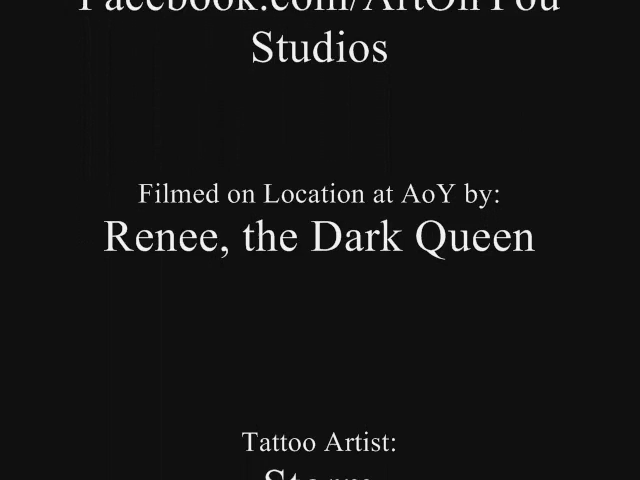 Facebook.com/ArtOnYou
Studios
Filmed on Location at AoY by:
Renee, the Dark Queen
Tattoo Artist: